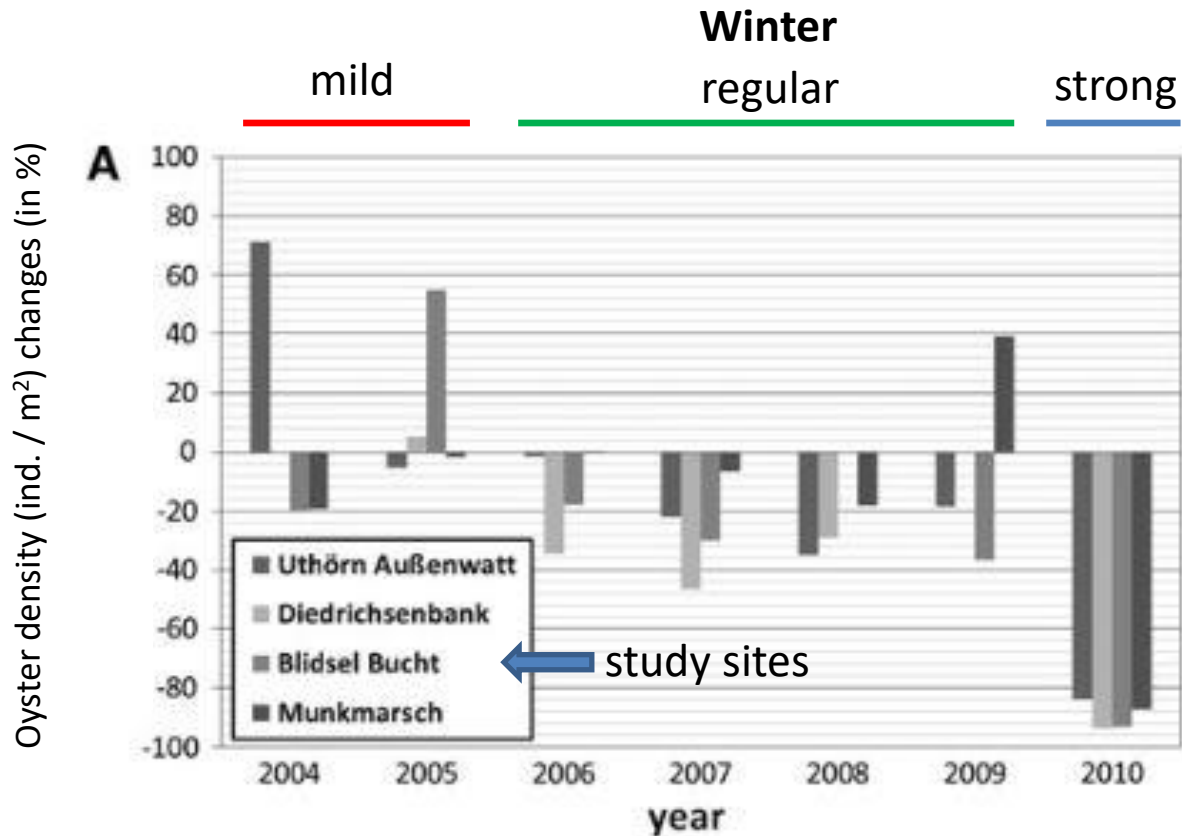 Winter
mild regular strong
A
Oyster density (ind. / m²) changes (in %)
100
80
60
40
20
0
-20
-40
-60
-80
-100
Uthörn Außenwatt
Diedrichsenbank
Blidsel Bucht
Munkmarsch
study sites
2004 2005 2006 2007 2008 2009 2010
year